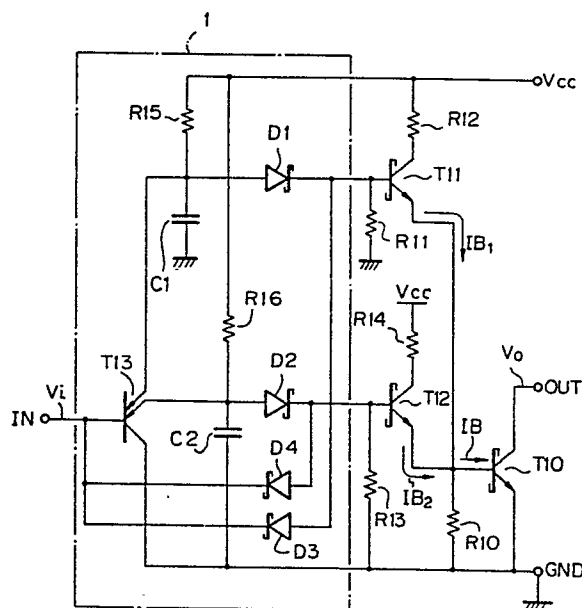 1
Vcc
R15
R12
D1
T11
C1
R11
IB1
R16
Vcc
R14
T13
D2
T12
Vo
OUT
Vi
IN
C2
IB
D4
T10
IB2
R13
R10
D3
GND